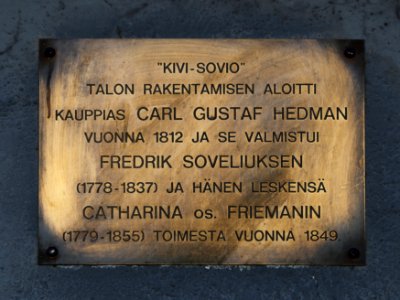 "KIVI-SOVIO"
TALON RAKENTAMISEN ALOITTI
KAUPPIAS CARL GUSTAF HEDMAN
VUONNA 1812 JA SE VALMISTUI
FREDRIK SOVELIUKSEN
(1778-1837) JA HÄNEN LESKENSÄ
CATHARINA os. FRIEMANIN
(1779-1855) TOIMESTA VUONNA 1849.